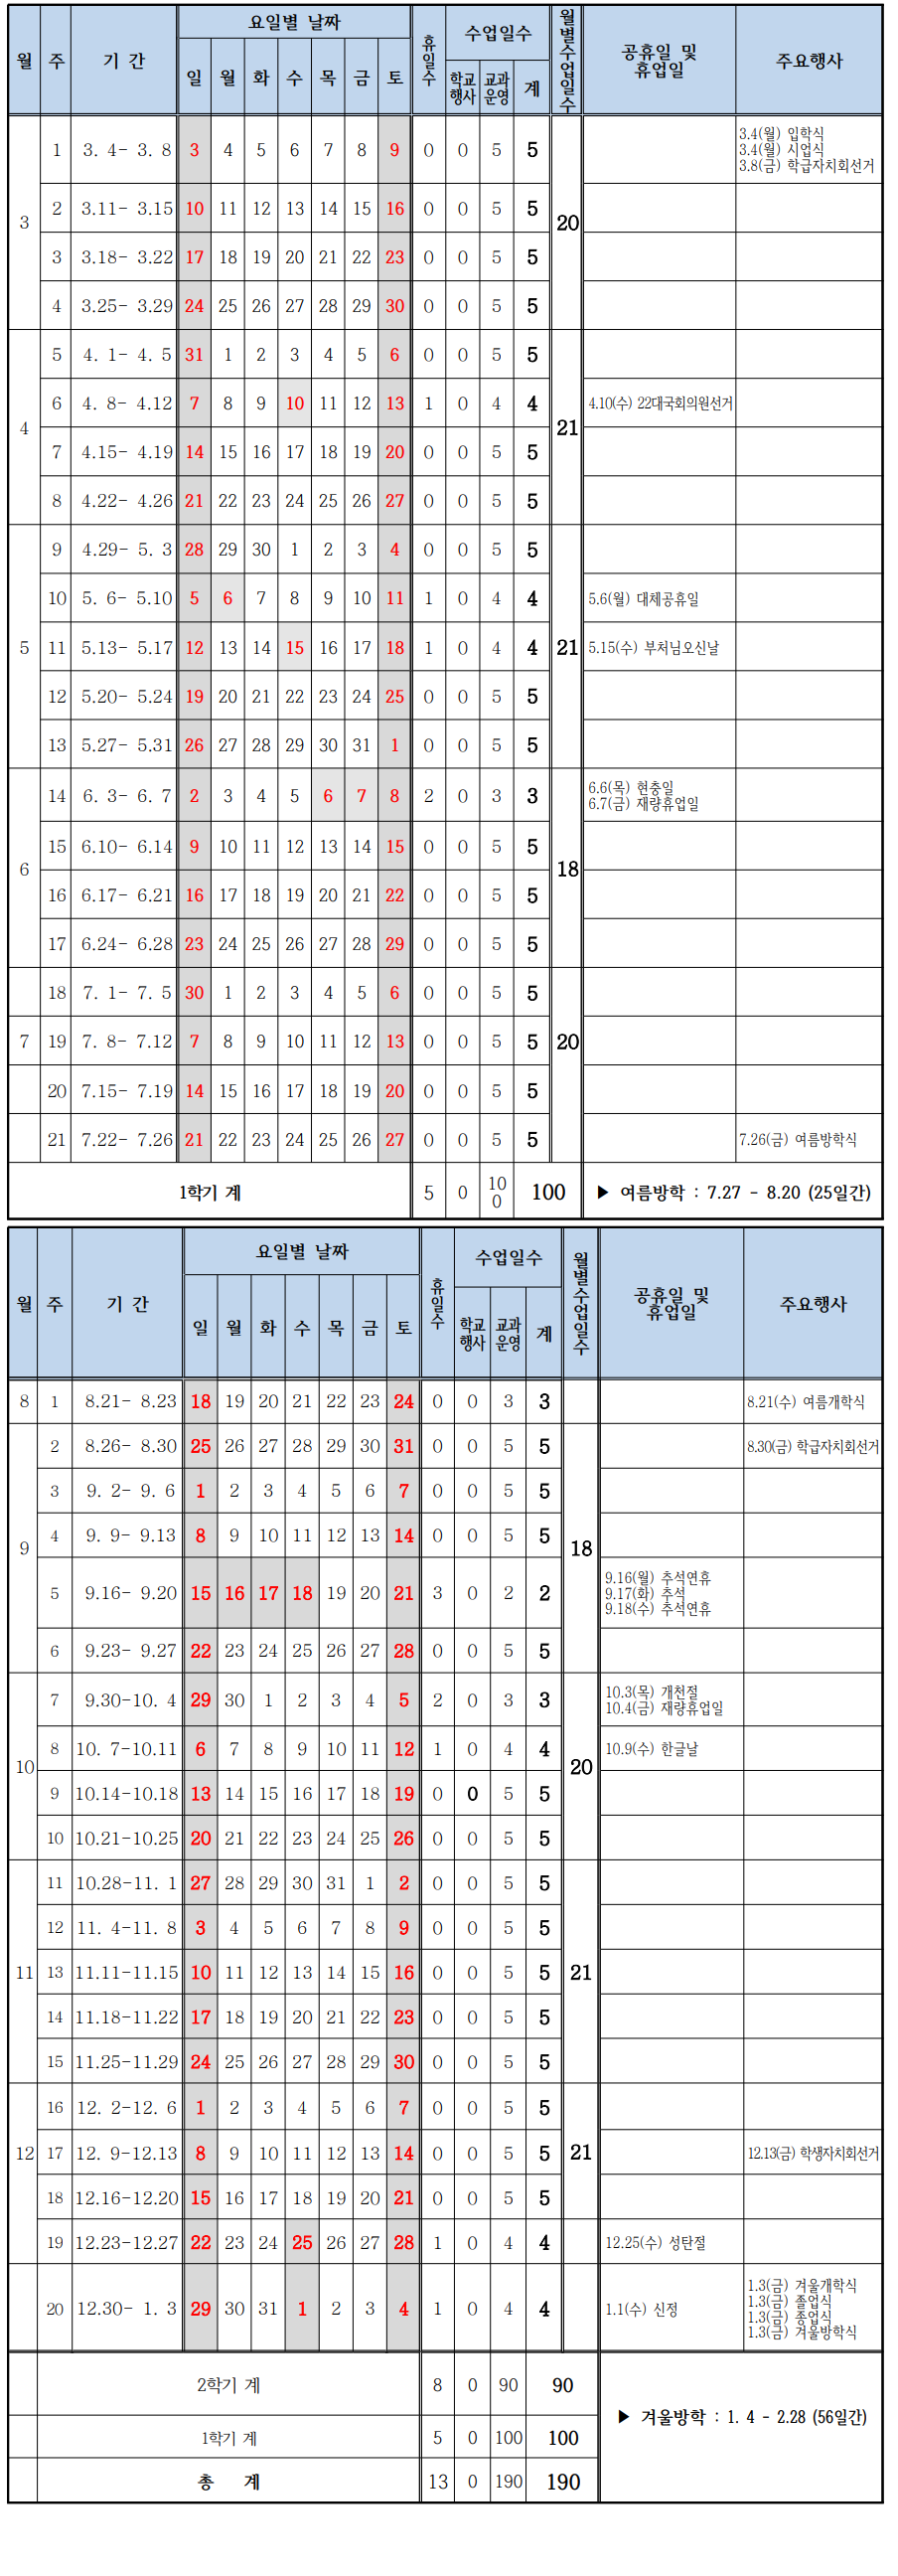 월 주 기 간 요일별 날짜 휴일수 수업일수 월별수업일수 공휴일 및 휴업일 주요행사
일 월 화 수 목 금 토 학교행사 교과운영 계
3 1 3. 4- 3. 8 3 4 5 6 7 8 9 0 0 5 5 20 3.4(월) 입학식
3.4(월) 시업식
3.8(금) 학급자치회선거
2 3.11- 3.15 10 11 12 13 14 15 16 0 0 5 5
3 3.18- 3.22 17 18 19 20 21 22 23 0 0 5 5
4 3.25- 3.29 24 25 26 27 28 29 30 0 0 5 5
4 5 4. 1- 4. 5 31 1 2 3 4 5 6 0 0 5 5 21
6 4. 8- 4.12 7 8 9 10 11 12 13 1 0 4 4 4.10(수) 22대국회의원선거
7 4.15- 4.19 14 15 16 17 18 19 20 0 0 5 5
8 4.22- 4.26 21 22 23 24 25 26 27 0 0 5 5
5 9 4.29- 5. 3 28 29 30 1 2 3 4 0 0 5 5 21
10 5. 6- 5.10 5 6 7 8 9 10 11 1 0 4 4 5.6(월) 대체공휴일
11 5.13- 5.17 12 13 14 15 16 17 18 1 0 4 4 5.15(수) 부처님오신날
12 5.20- 5.24 19 20 21 22 23 24 25 0 0 5 5
13 5.27- 5.31 26 27 28 29 30 31 1 0 0 5 5
6 14 6. 3- 6. 7 2 3 4 5 6 7 8 2 0 3 3 18 6.6(목) 현충일
6.7(금) 재량휴업일
15 6.10- 6.14 9 10 11 12 13 14 15 0 0 5 5
16 6.17- 6.21 16 17 18 19 20 21 22 0 0 5 5
17 6.24- 6.28 23 24 25 26 27 28 29 0 0 5 5
18 7. 1- 7. 5 30 1 2 3 4 5 6 0 0 5 5
7 19 7. 8- 7.12 7 8 9 10 11 12 13 0 0 5 5 20
20 7.15- 7.19 14 15 16 17 18 19 20 0 0 5 5
21 7.22- 7.26 21 22 23 24 25 26 27 0 0 5 5 7.26(금) 여름방학식
1학기 계 5 0 100 100 ▶ 여름방학 : 7.27 - 8.20 (25일간)
월 주 기 간 요일별 날짜 휴일수 수업일수 월별수업일수 공휴일 및 휴업일 주요행사
일 월 화 수 목 금 토 학교행사 교과운영 계
8 1 8.21- 8.23 18 19 20 21 22 23 24 0 0 3 3 8.21(수) 여름개학식
9 2 8.26- 8.30 25 26 27 28 29 30 31 0 0 5 5 18 8.30(금) 학급자치회선거
3 9. 2- 9. 6 1 2 3 4 5 6 7 0 0 5 5
4 9. 9- 9.13 8 9 10 11 12 13 14 0 0 5 5
5 9.16- 9.20 15 16 17 18 19 20 21 3 0 2 2 9.16(월) 추석연휴
9.17(화) 추석
9.18(수) 추석연휴
6 9.23- 9.27 22 23 24 25 26 27 28 0 0 5 5
10 7 9.30-10. 4 29 30 1 2 3 4 5 2 0 3 3 20 10.3(목) 개천절
10.4(금) 재량휴업일
8 10. 7-10.11 6 7 8 9 10 11 12 1 0 4 4 10.9(수) 한글날
9 10.14-10.18 13 14 15 16 17 18 19 0 0 5 5
10 10.21-10.25 20 21 22 23 24 25 26 0 0 5 5
11 11 10.28-11. 1 27 28 29 30 31 1 2 0 0 5 5 21
12 11. 4-11. 8 3 4 5 6 7 8 9 0 0 5 5
13 11.11-11.15 10 11 12 13 14 15 16 0 0 5 5
14 11.18-11.22 17 18 19 20 21 22 23 0 0 5 5
15 11.25-11.29 24 25 26 27 28 29 30 0 0 5 5
12 16 12. 2-12. 6 1 2 3 4 5 6 7 0 0 5 5 21
17 12. 9-12.13 8 9 10 11 12 13 14 0 0 5 5 12.13(금) 학생자치회선거
18 12.16-12.20 15 16 17 18 19 20 21 0 0 5 5
19 12.23-12.27 22 23 24 25 26 27 28 1 0 4 4 12.25(수) 성탄절
20 12.30- 1. 3 29 30 31 1 2 3 4 1 0 4 4 1.1(수) 신정 1.3(금) 겨울개학식
1.3(금) 졸업식
1.3(금) 종업식
1.3(금) 겨울방학식
2학기 계 8 0 90 90 ▶ 겨울방학 : 1. 4 - 2.28 (56일간)
1학기 계 5 0 100 100
총 계 13 0 190 190